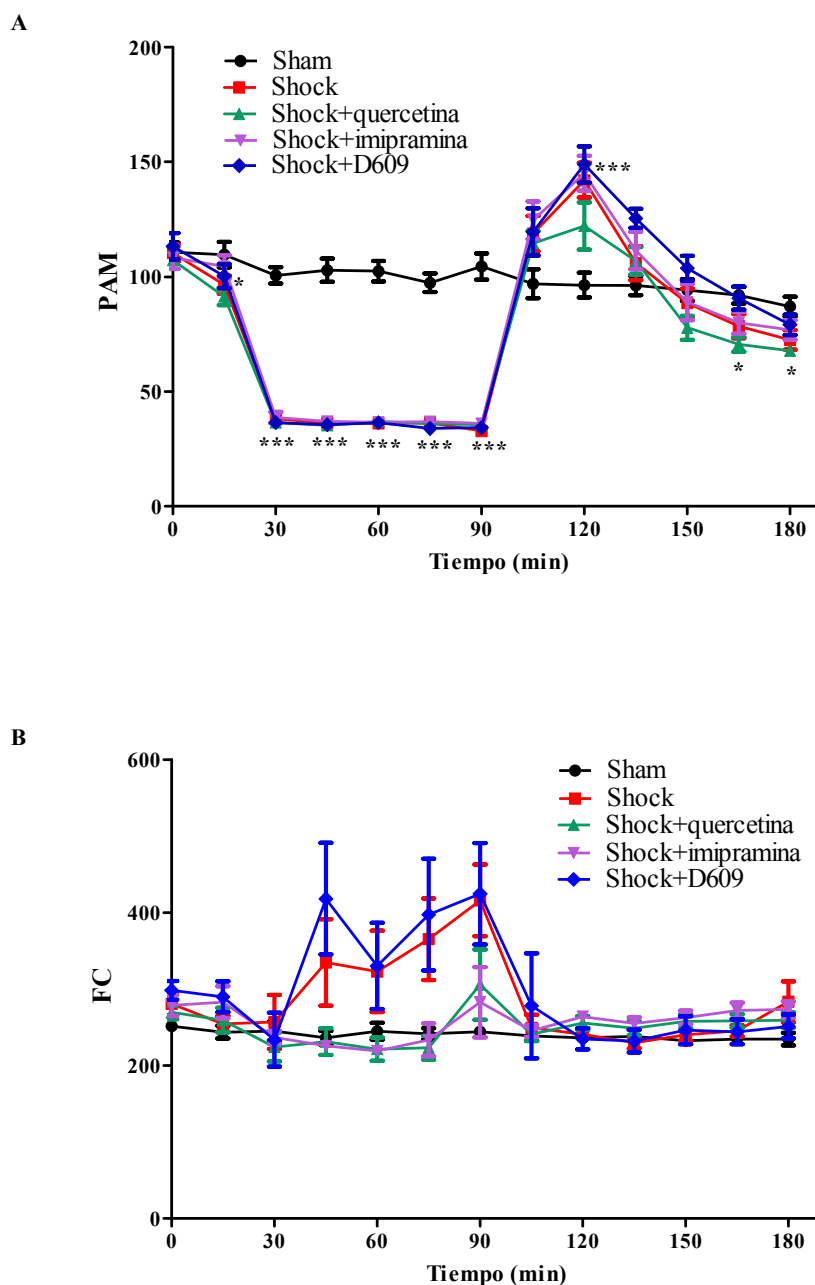 A
200
150
100
50
0
PAM
Sham
Shock
Shock+quercetina
Shock+imipramina
Shock+D609
***
*
*** *** *** *** ***
* *
0 30 60 90 120 150 180
Tiempo (min)
B
600
400
200
0
FC
Sham
Shock
Shock+quercetina
Shock+imipramina
Shock+D609
0 30 60 90 120 150 180
Tiempo (min)